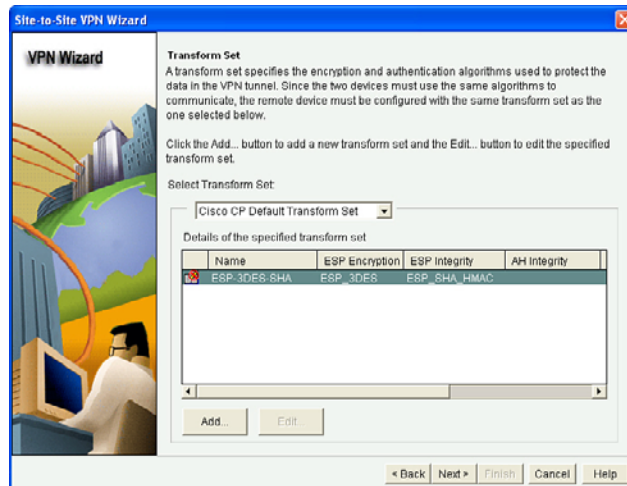 Site-to-Site VPN Wizard
VPN Wizard
Transform Set
A transform set specifies the encryption and authentication algorithms used to protect the
data in the VPN tunnel. Since the two devices must use the same algorithms to
communicate, the remote device must be configured with the same transform set as the
one selected below.
Click the Add... button to add a new transform set and the Edit... button to edit the specified
transform set.
Select Transform Set:
Cisco CP Default Transform Set
Details of the specified transform set
Name ESP Encryption ESP Integrity AH Integrity
ESP-3DES-SHA ESP_3DES ESP_SHA_HMAC
Add... Edit...
< Back Next > Finish Cancel Help